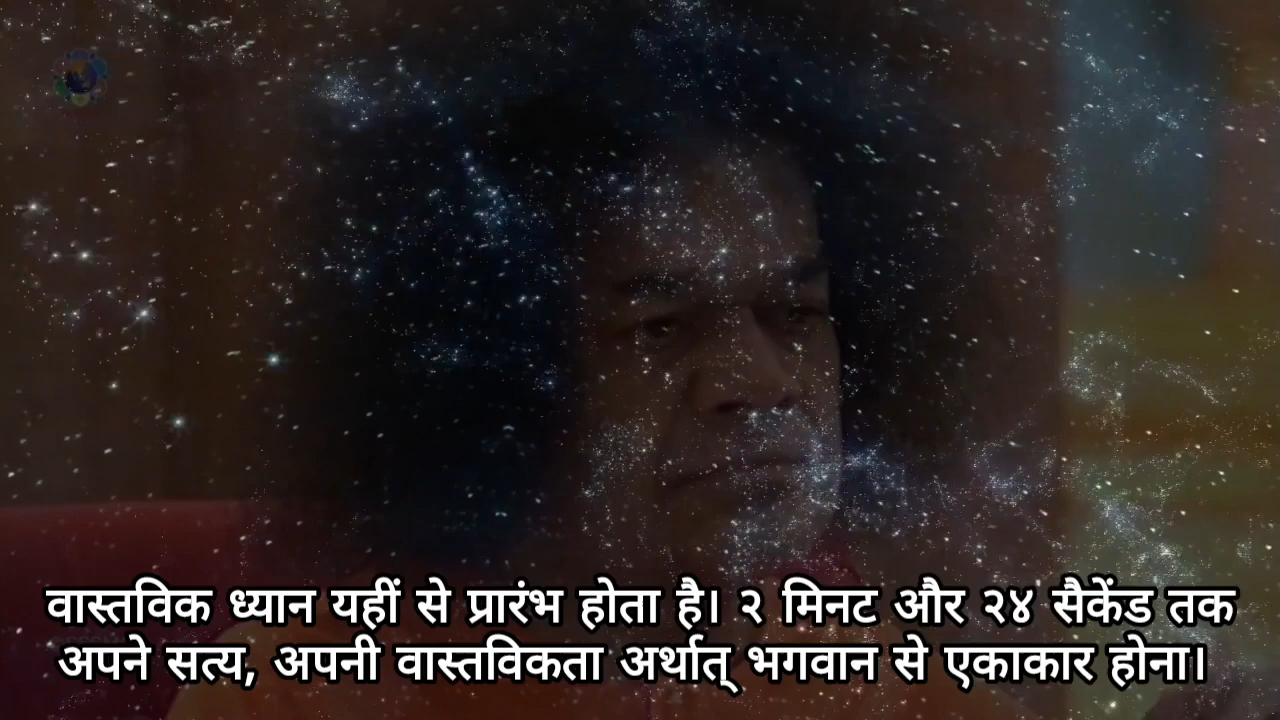 वास्तविक ध्यान यहीं से प्रारंभ होता है। २ मिनट और २४ सैकेंड तक
अपने सत्य, अपनी वास्तविकता अर्थात् भगवान से एकाकार होना।